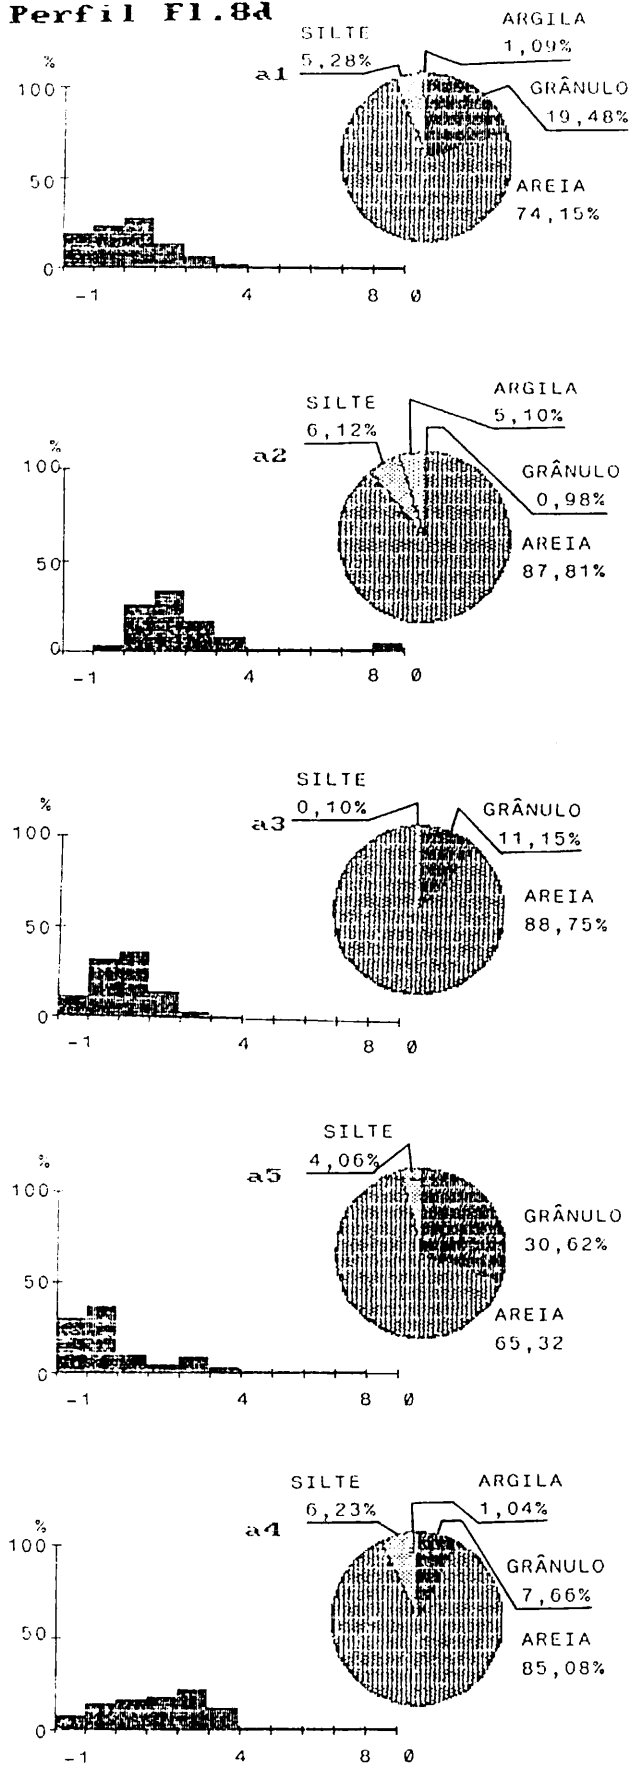 Perfil Fl.8d
SILTE
5,28%
ARGILA
1,09%
a1
GRÂNULO
19,48%
AREIA
74,15%
%
100
50
0
-1 4 8 Ø
SILTE
6,12%
ARGILA
5,10%
a2
GRÂNULO
0,98%
AREIA
87,81%
%
100
50
0
-1 4 8 Ø
SILTE
0,10%
a3
GRÂNULO
11,15%
AREIA
88,75%
%
100
50
0
-1 4 8 Ø
SILTE
4,06%
a5
GRÂNULO
30,62%
AREIA
65,32
%
100
50
0
-1 4 8 Ø
SILTE
6,23%
ARGILA
1,04%
a4
GRÂNULO
7,66%
AREIA
85,08%
%
100
50
0
-1 4 8 Ø